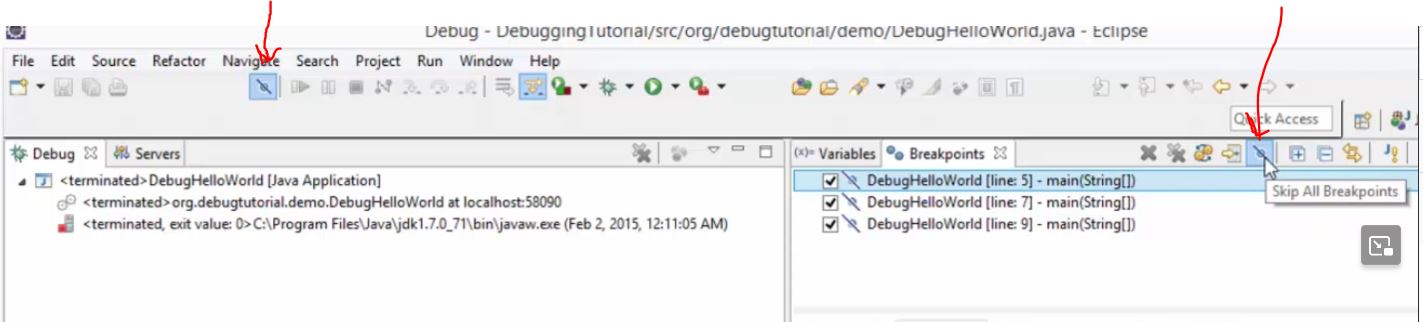 Debug - DebuggingTutorial/src/org/debugtutorial/demo/DebugHelloWorld.java - Eclipse
File Edit Source Refactor Navigate Search Project Run Window Help
Quick Access
Debug Servers
(x)= Variables Breakpoints
<terminated>DebugHelloWorld [Java Application]
<terminated>org.debugtutorial.demo.DebugHelloWorld at localhost:58090
<terminated, exit value: 0>C:\Program Files\Java\jdk1.7.0_71\bin\javaw.exe (Feb 2, 2015, 12:11:05 AM)
DebugHelloWorld [line: 5] - main(String[])
DebugHelloWorld [line: 7] - main(String[])
DebugHelloWorld [line: 9] - main(String[])
Skip All Breakpoints